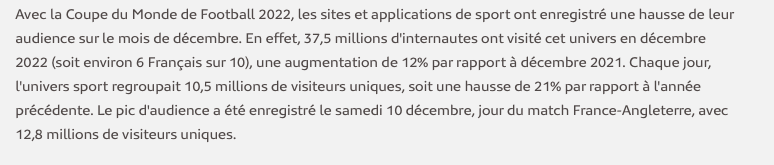 Avec la Coupe du Monde de Football 2022, les sites et applications de sport ont enregistré une hausse de leur
audience sur le mois de décembre. En effet, 37,5 millions d'internautes ont visité cet univers en décembre
2022 (soit environ 6 Français sur 10), une augmentation de 12% par rapport à décembre 2021. Chaque jour,
l'univers sport regroupait 10,5 millions de visiteurs uniques, soit une hausse de 21% par rapport à l'année
précédente. Le pic d'audience a été enregistré le samedi 10 décembre, jour du match France-Angleterre, avec
12,8 millions de visiteurs uniques.